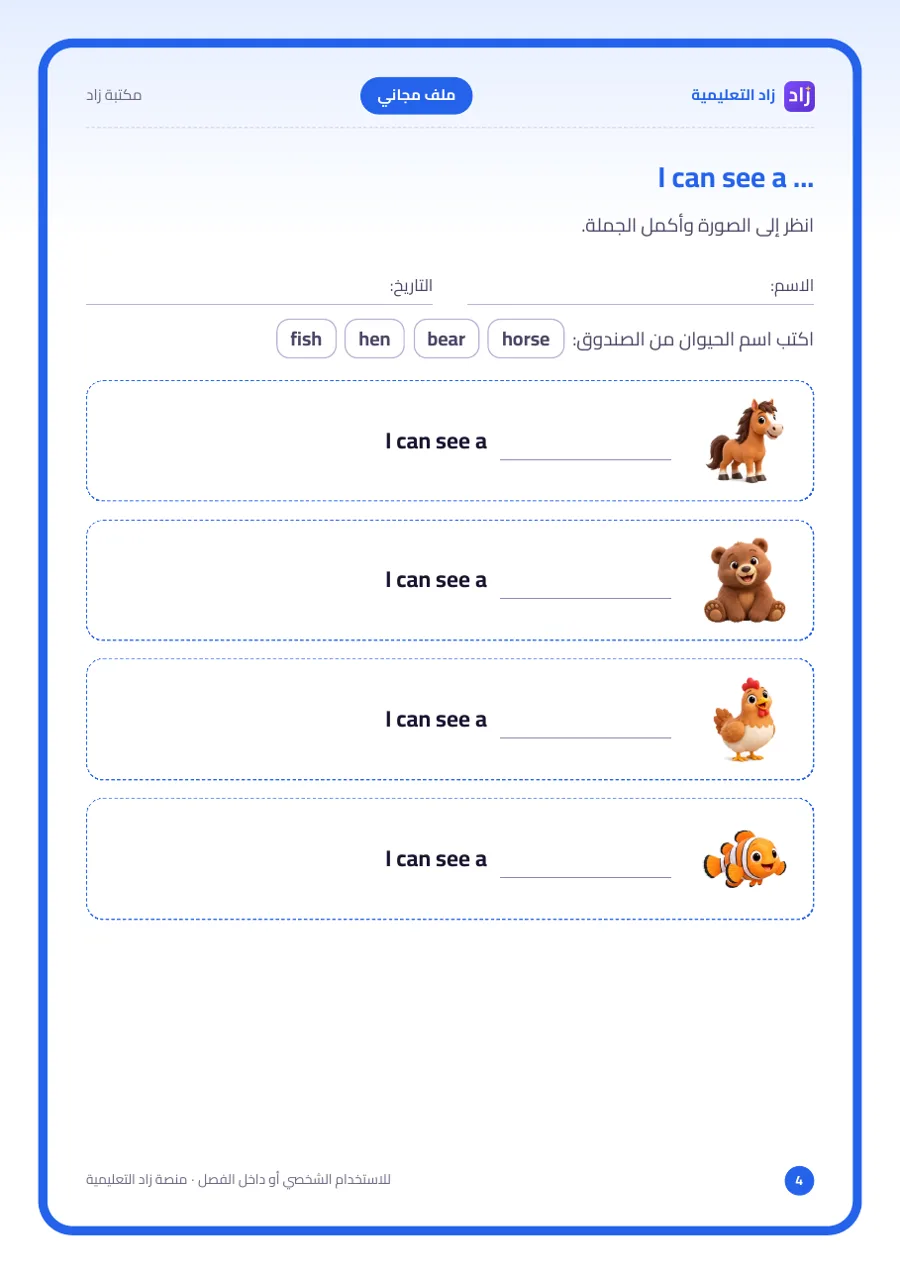 زاد زاد التعليمية
ملف مجاني
مكتبة زاد
I can see a ...
انظر إلى الصورة وأكمل الجملة.
الاسم:
التاريخ:
اكتب اسم الحيوان من الصندوق: horse bear hen fish
I can see a
I can see a
I can see a
I can see a
4
للاستخدام الشخصي أو داخل الفصل · منصة زاد التعليمية